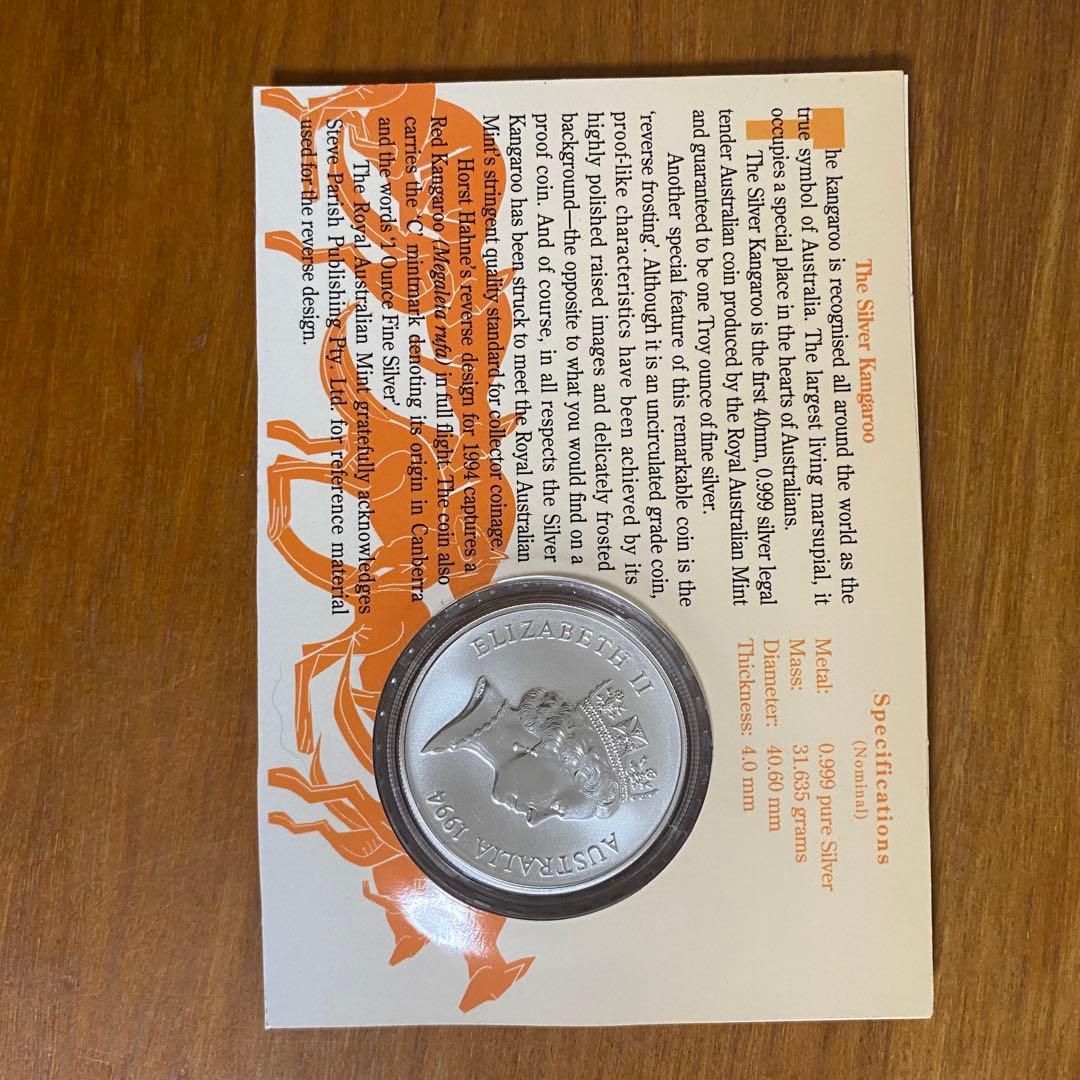 The Silver Kangaroo
The kangaroo is recognised all around the world as the
true symbol of Australia. The largest living marsupial, it
occupies a special place in the hearts of Australians.
The Silver Kangaroo is the first 40mm, 0.999 silver legal
tender Australian coin produced by the Royal Australian Mint
and guaranteed to be one Troy ounce of fine silver.
Another special feature of this remarkable coin is the
‘reverse frosting’. Although it is an uncirculated grade coin,
proof-like characteristics have been achieved by its
highly polished raised images and delicately frosted
background—the opposite to what you would find on a
proof coin. And of course, in all respects the Silver
Kangaroo has been struck to meet the Royal Australian
Mint's stringent quality standard for collector coinage.
Horst Hahne's reverse design for 1994 captures a
Red Kangaroo (Megaleia rufa) in full flight. The coin also
carries the ‘C’ mintmark denoting its origin in Canberra
and the words ‘1 Ounce Fine Silver’.
The Royal Australian Mint gratefully acknowledges
Steve Parish Publishing Pty. Ltd. for reference material
used for the reverse design.
Specifications
(Nominal)
Metal: 0.999 pure Silver
Mass: 31.635 grams
Diameter: 40.60 mm
Thickness: 4.0 mm
ELIZABETH II
AUSTRALIA 1994